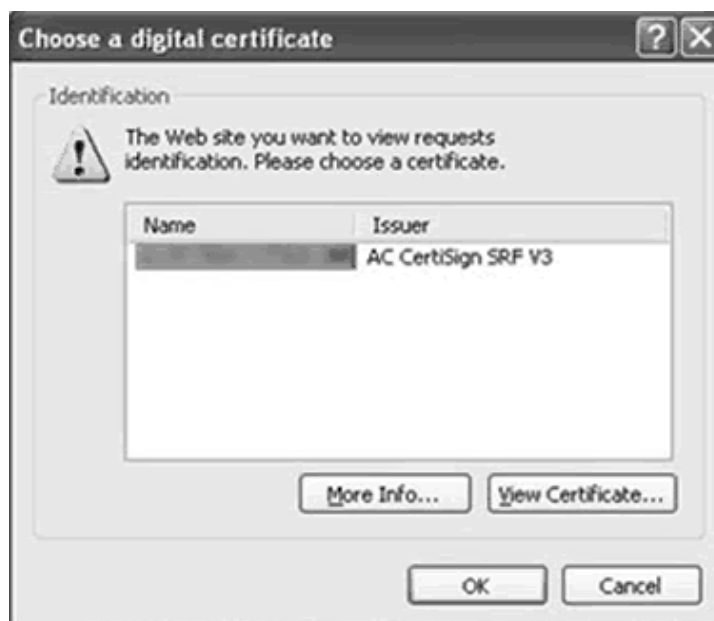 Choose a digital certificate
Identification
The Web site you want to view requests
identification. Please choose a certificate.
Name Issuer
AC CertiSign SRF V3
More Info... View Certificate...
OK Cancel